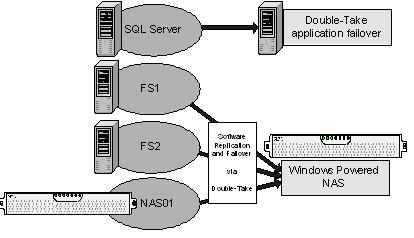 SQL Server
Double-Take
application failover
FS1
FS2
Software
Replication
and Failover
via
Double-Take
Windows Powered
NAS
NAS01